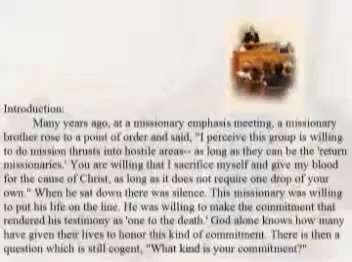 Introduction:
Many years ago, at a missionary emphasis meeting, a missionary
brother rose to a point of order and said, "I perceive this group is willing
to do mission thrusts into hostile areas-- as long as they can be the 'return
missionaries.' You are willing that I sacrifice myself and give my blood
for the cause of Christ, as long as it does not require one drop of your
own." When he sat down there was silence. This missionary was willing
to put his life on the line. He was willing to make the commitment that
rendered his testimony as 'one to the death.' God alone knows how many
have given their lives to honor this kind of commitment. There is then a
question which is still cogent, "What kind is your commitment?"